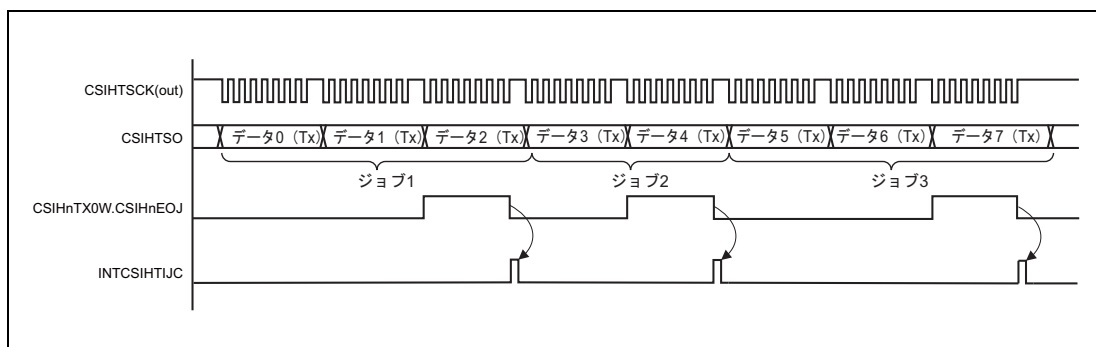 CSIHTSCK(out)
CSIHTSO
データ0（Tx) データ1（Tx) データ2（Tx) データ3（Tx) データ4（Tx) データ5（Tx) データ6（Tx) データ7（Tx)
ジョブ1 ジョブ2 ジョブ3
CSIHnTX0W.CSIHnEOJ
INTCSIHTIJC